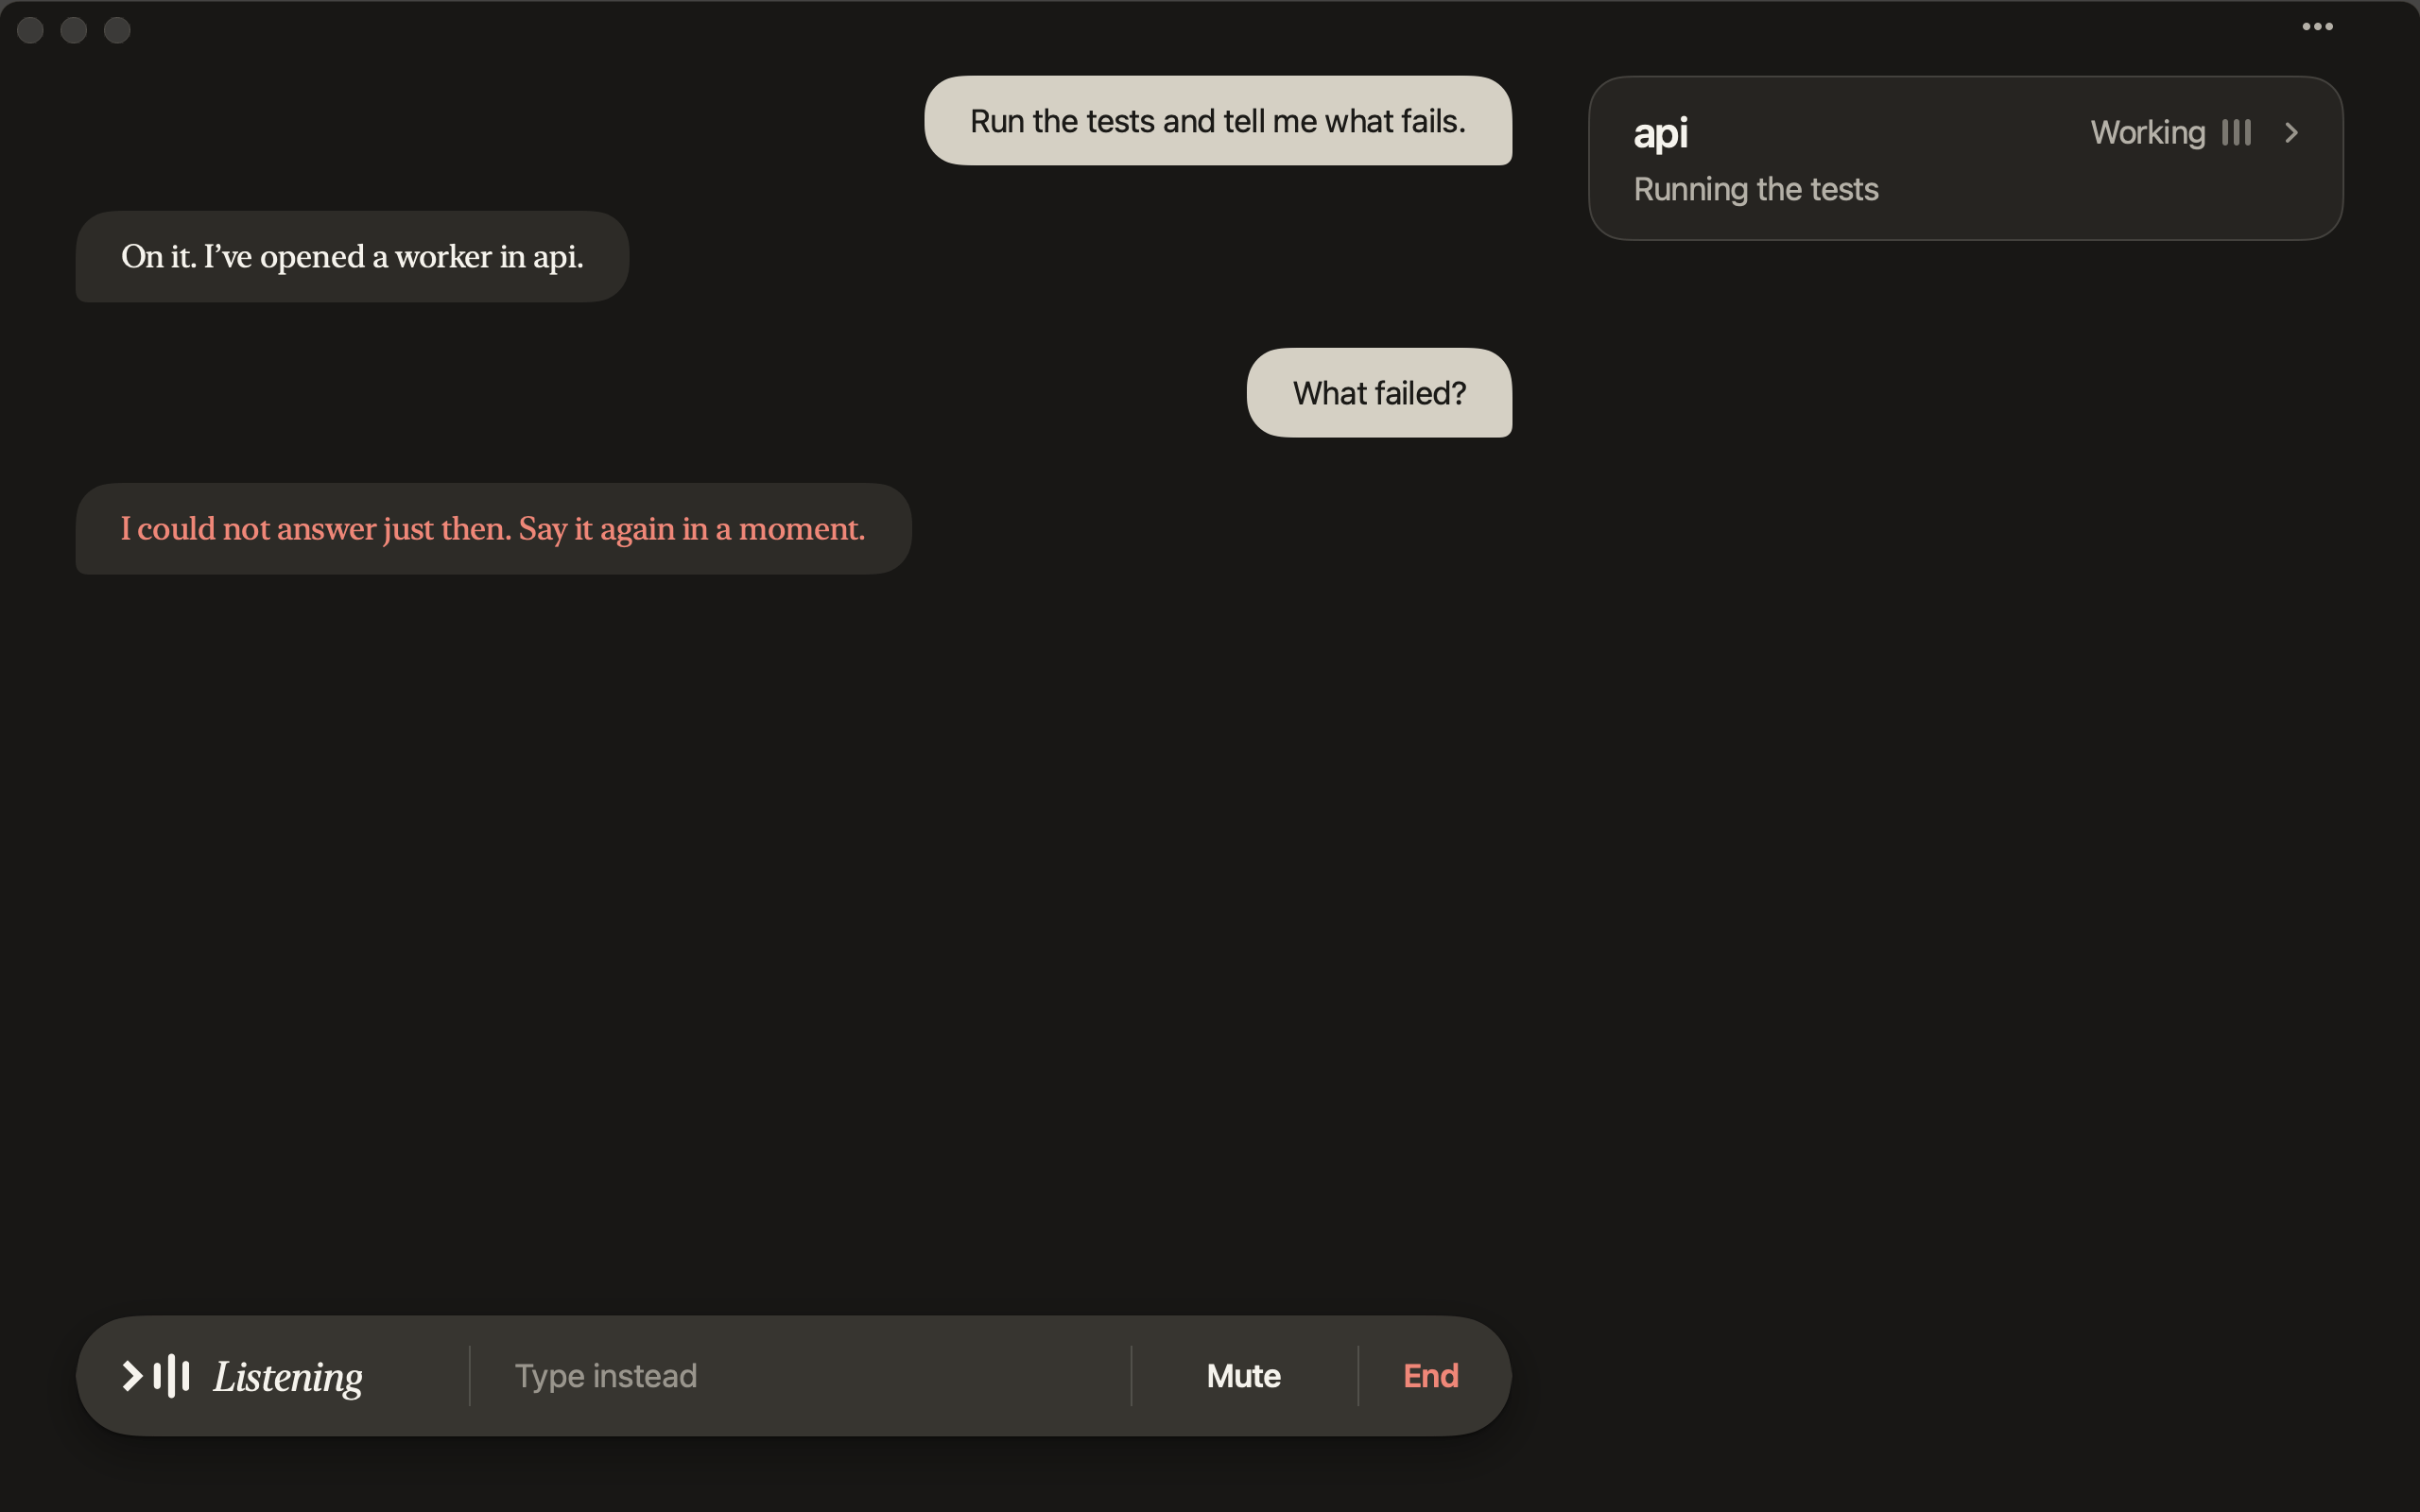 Run the tests and tell me what fails.
On it. I’ve opened a worker in api.
What failed?
I could not answer just then. Say it again in a moment.
api
Working
Running the tests
Listening
Type instead
Mute
End